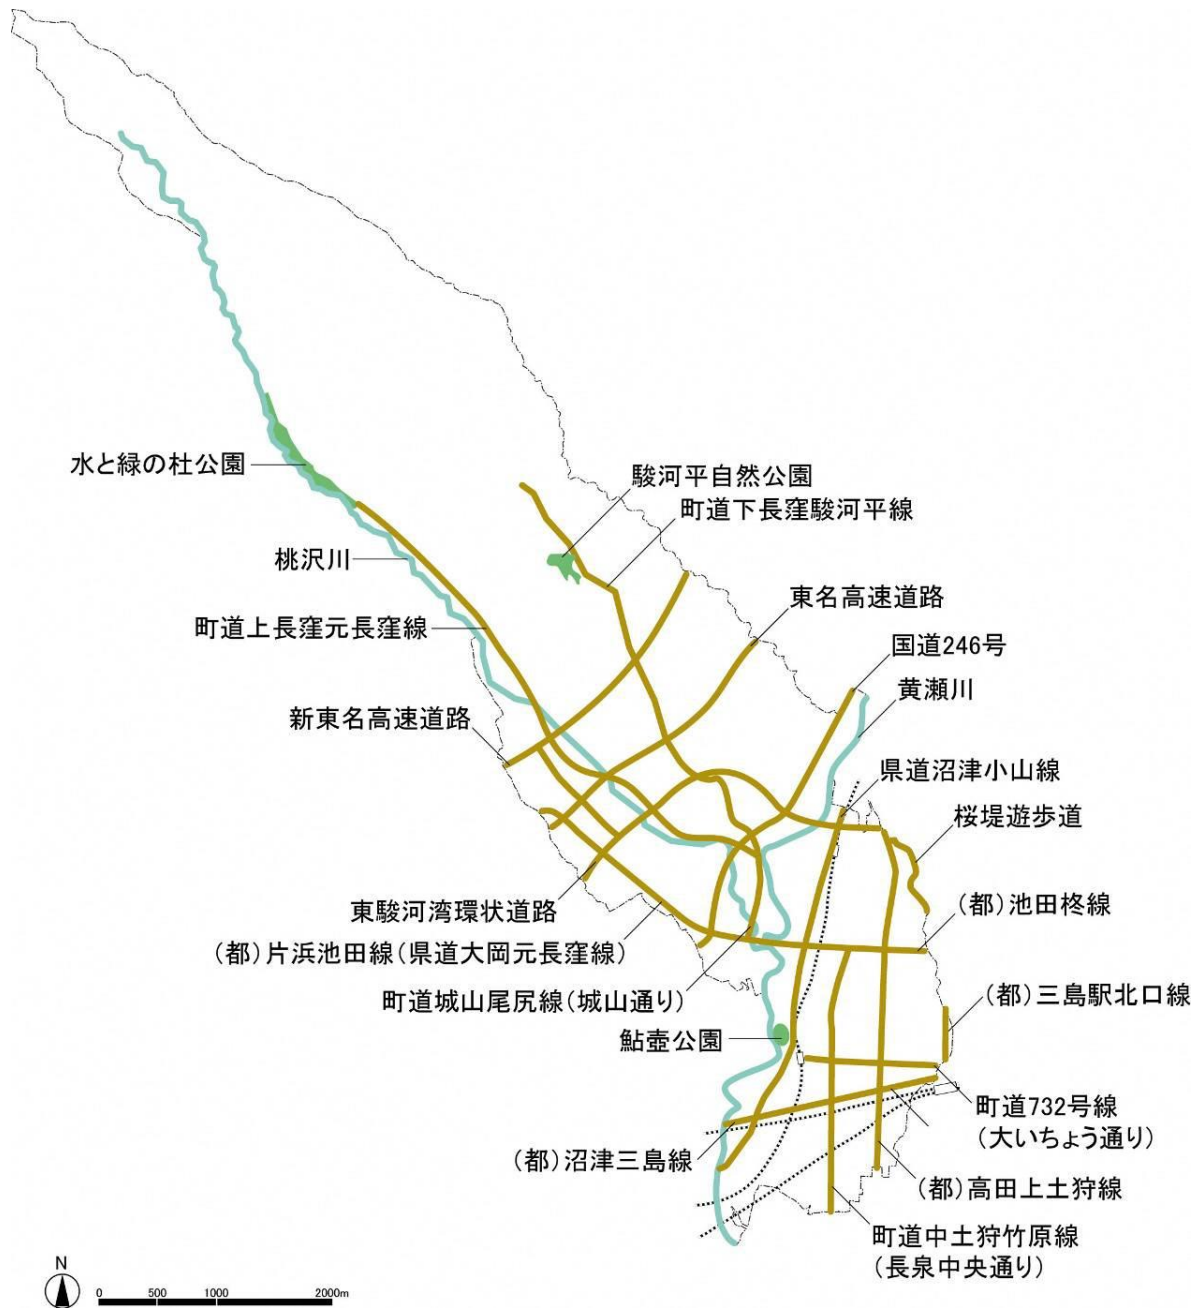 水と緑の杜公園
駿河平自然公園
町道下長窪駿河平線
桃沢川
東名高速道路
町道上長窪元長窪線
国道246号
黄瀬川
新東名高速道路
県道沼津小山線
桜堤遊歩道
東駿河湾環状道路
(都)池田柊線
(都)片浜池田線(県道大岡元長窪線)
町道城山尾尻線(城山通り)
(都)三島駅北口線
鮎壺公園
町道732号線
(大いちょう通り)
(都)沼津三島線
(都)高田上土狩線
町道中土狩竹原線
(長泉中央通り)
N
0 500 1000 2000m